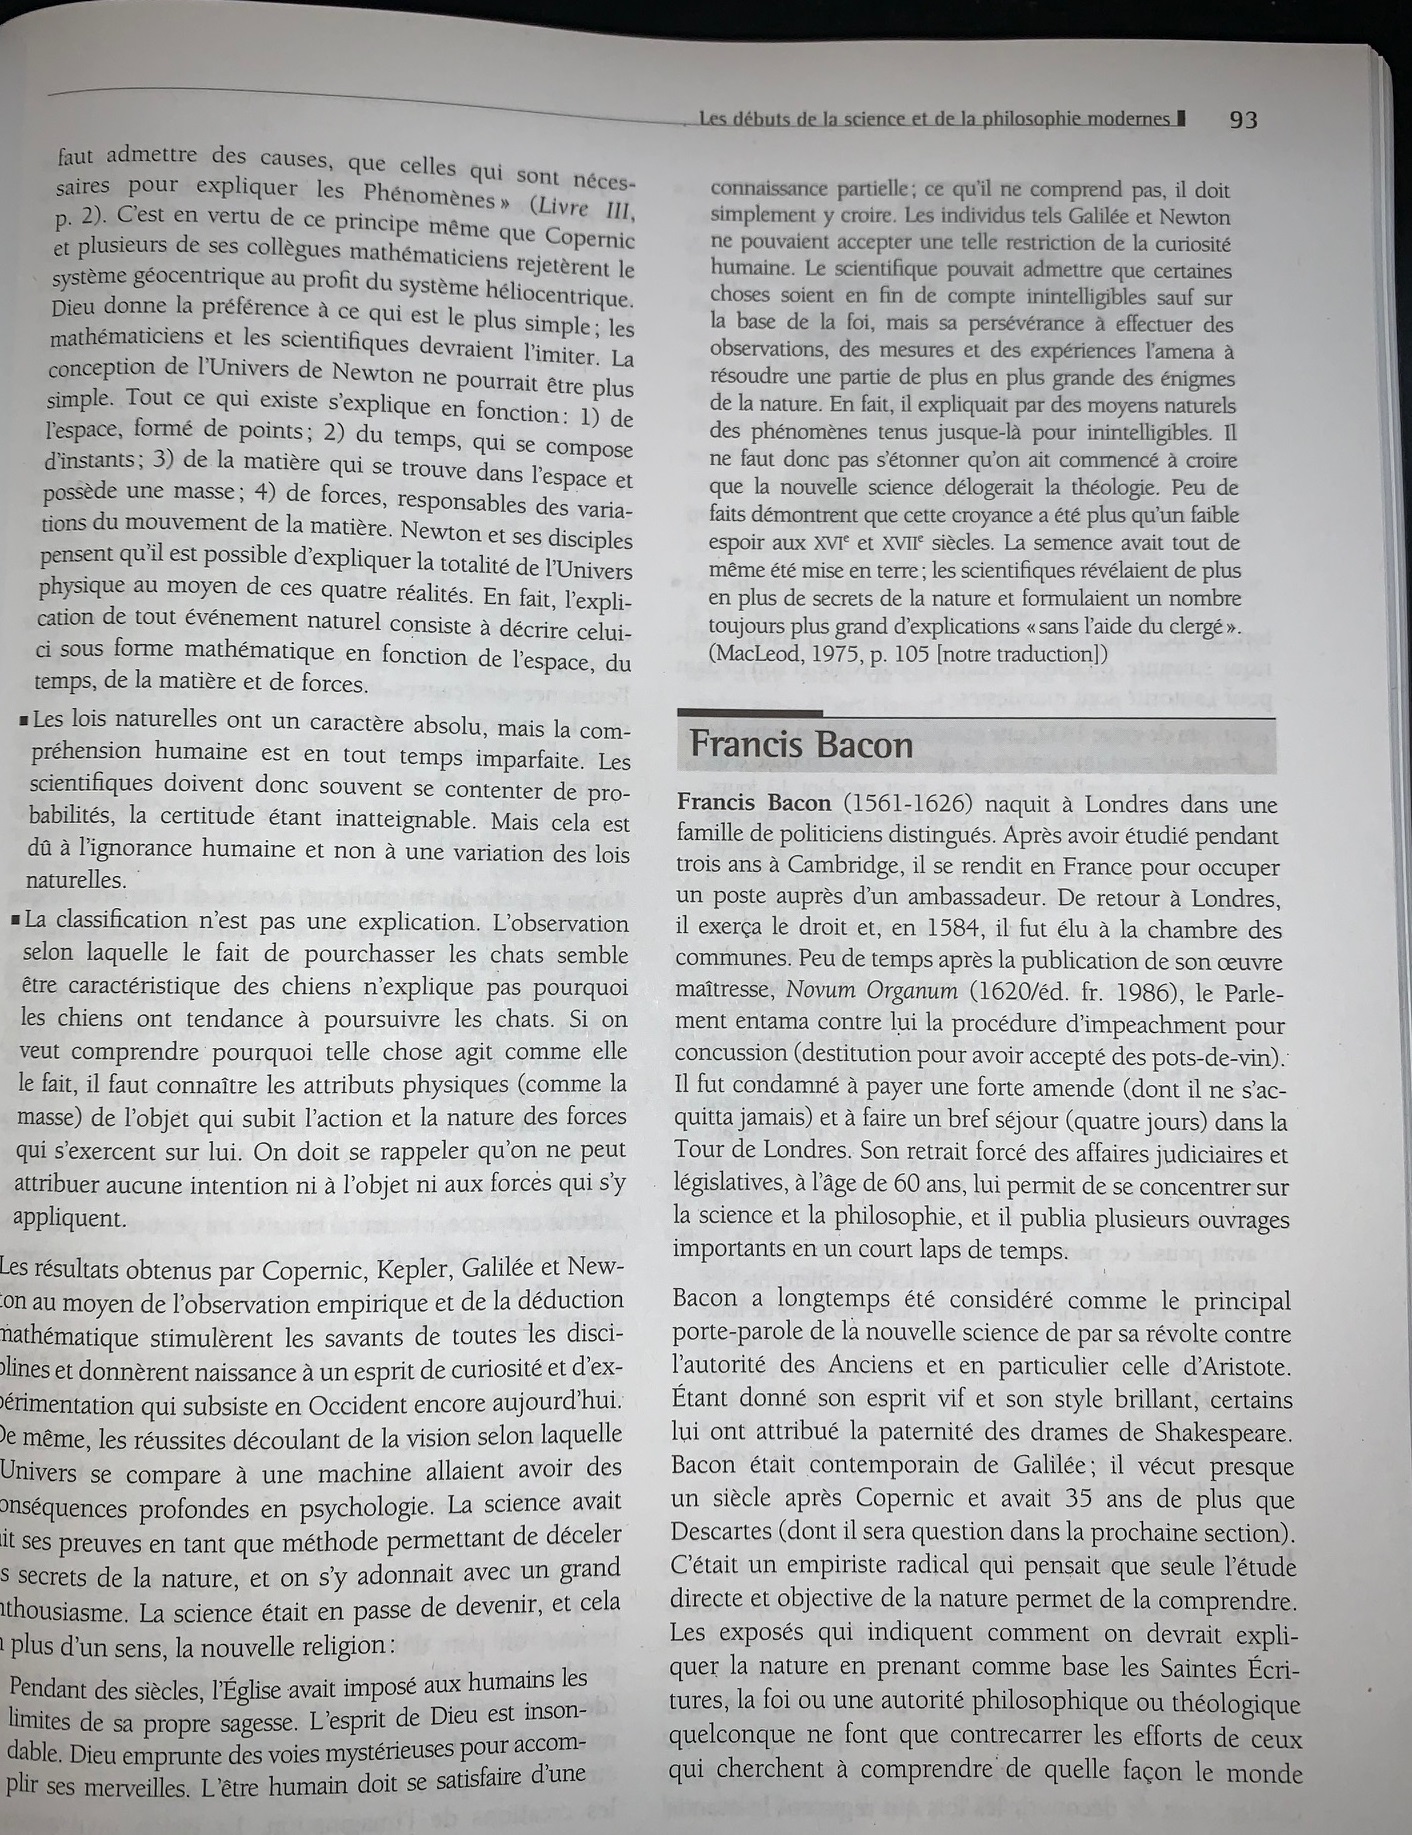 Les débuts de la science et de la philosophie modernes 93
faut admettre des causes, que celles qui sont néces-
saires pour expliquer les Phénomènes» (Livre III,
p. 2). C'est en vertu de ce principe même que Copernic
et plusieurs de ses collègues mathématiciens rejetèrent le
système géocentrique au profit du système héliocentrique.
Dieu donne la préférence à ce qui est le plus simple; les
mathématiciens et les scientifiques devraient l'imiter. La
conception de l'Univers de Newton ne pourrait être plus
simple. Tout ce qui existe s'explique en fonction: 1) de
l'espace, formé de points; 2) du temps, qui se compose
d'instants; 3) de la matière qui se trouve dans l'espace et
possède une masse; 4) de forces, responsables des varia-
tions du mouvement de la matière. Newton et ses disciples
pensent qu'il est possible d'expliquer la totalité de l'Univers
physique au moyen de ces quatre réalités. En fait, l'expli-
cation de tout événement naturel consiste à décrire celui-
ci sous forme mathématique en fonction de l'espace, du
temps, de la matière et de forces.
■ Les lois naturelles ont un caractère absolu, mais la com-
préhension humaine est en tout temps imparfaite. Les
scientifiques doivent donc souvent se contenter de pro-
babilités, la certitude étant inatteignable. Mais cela est
dû à l'ignorance humaine et non à une variation des lois
naturelles.
■ La classification n'est pas une explication. L'observation
selon laquelle le fait de pourchasser les chats semble
être caractéristique des chiens n'explique pas pourquoi
les chiens ont tendance à poursuivre les chats. Si on
veut comprendre pourquoi telle chose agit comme elle
le fait, il faut connaître les attributs physiques (comme la
masse) de l'objet qui subit l'action et la nature des forces
qui s'exercent sur lui. On doit se rappeler qu'on ne peut
attribuer aucune intention ni à l'objet ni aux forces qui s'y
appliquent.
Les résultats obtenus par Copernic, Kepler, Galilée et New-
ton au moyen de l'observation empirique et de la déduction
mathématique stimulèrent les savants de toutes les disci-
plines et donnèrent naissance à un esprit de curiosité et d'ex-
périmentation qui subsiste en Occident encore aujourd'hui.
De même, les réussites découlant de la vision selon laquelle
Univers se compare à une machine allaient avoir des
onséquences profondes en psychologie. La science avait
ait ses preuves en tant que méthode permettant de déceler
s secrets de la nature, et on s'y adonnait avec un grand
nthousiasme. La science était en passe de devenir, et cela
n plus d'un sens, la nouvelle religion:
Pendant des siècles, l'Église avait imposé aux humains les
limites de sa propre sagesse. L'esprit de Dieu est inson-
dable. Dieu emprunte des voies mystérieuses pour accom-
plir ses merveilles. L'être humain doit se satisfaire d'une
connaissance partielle; ce qu'il ne comprend pas, il doit
simplement y croire. Les individus tels Galilée et Newton
ne pouvaient accepter une telle restriction de la curiosité
humaine. Le scientifique pouvait admettre que certaines
choses soient en fin de compte inintelligibles sauf sur
la base de la foi, mais sa persévérance à effectuer des
observations, des mesures et des expériences l'amena à
résoudre une partie de plus en plus grande des énigmes
de la nature. En fait, il expliquait par des moyens naturels
des phénomènes tenus jusque-là pour inintelligibles. Il
ne faut donc pas s'étonner qu'on ait commencé à croire
que la nouvelle science délogerait la théologie. Peu de
faits démontrent que cette croyance a été plus qu'un faible
espoir aux XVIe et XVIIe siècles. La semence avait tout de
même été mise en terre; les scientifiques révélaient de plus
en plus de secrets de la nature et formulaient un nombre
toujours plus grand d'explications «sans l'aide du clergé».
(MacLeod, 1975, p. 105 [notre traduction])
Francis Bacon
Francis Bacon (1561-1626) naquit à Londres dans une
famille de politiciens distingués. Après avoir étudié pendant
trois ans à Cambridge, il se rendit en France pour occuper
un poste auprès d'un ambassadeur. De retour à Londres,
il exerça le droit et, en 1584, il fut élu à la chambre des
communes. Peu de temps après la publication de son œuvre
maîtresse, Novum Organum (1620/éd. fr. 1986), le Parle-
ment entama contre lui la procédure d'impeachment pour
concussion (destitution pour avoir accepté des pots-de-vin).
Il fut condamné à payer une forte amende (dont il ne s'ac-
quitta jamais) et à faire un bref séjour (quatre jours) dans la
Tour de Londres. Son retrait forcé des affaires judiciaires et
législatives, à l'âge de 60 ans, lui permit de se concentrer sur
la science et la philosophie, et il publia plusieurs ouvrages
importants en un court laps de temps.
Bacon a longtemps été considéré comme le principal
porte-parole de la nouvelle science de par sa révolte contre
l'autorité des Anciens et en particulier celle d'Aristote.
Étant donné son esprit vif et son style brillant, certains
lui ont attribué la paternité des drames de Shakespeare.
Bacon était contemporain de Galilée; il vécut presque
un siècle après Copernic et avait 35 ans de plus que
Descartes (dont il sera question dans la prochaine section).
C'était un empiriste radical qui pensait que seule l'étude
directe et objective de la nature permet de la comprendre.
Les exposés qui indiquent comment on devrait expli-
quer la nature en prenant comme base les Saintes Écri-
tures, la foi ou une autorité philosophique ou théologique
quelconque ne font que contrecarrer les efforts de ceux
qui cherchent à comprendre de quelle façon le monde